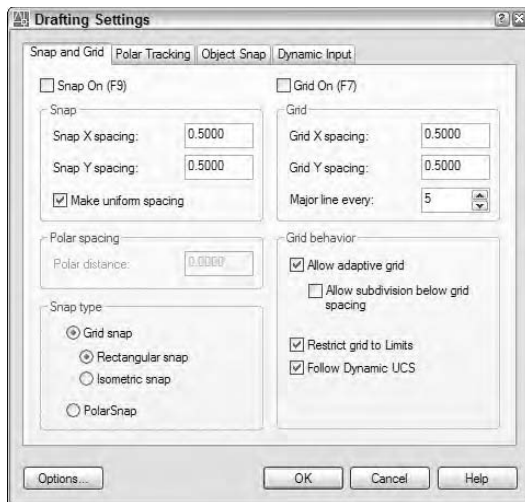 Drafting Settings
Snap and Grid
Polar Tracking
Object Snap
Dynamic Input
Snap On (F9)
Snap
Snap X spacing: 0.5000
Snap Y spacing: 0.5000
Make uniform spacing
Polar spacing
Polar distance: 0.0000
Snap type
Grid snap
Rectangular snap
Isometric snap
PolarSnap
Grid On (F7)
Grid
Grid X spacing: 0.5000
Grid Y spacing: 0.5000
Major line every: 5
Grid behavior
Allow adaptive grid
Allow subdivision below grid
spacing
Restrict grid to Limits
Follow Dynamic UCS
Options...
OK
Cancel
Help